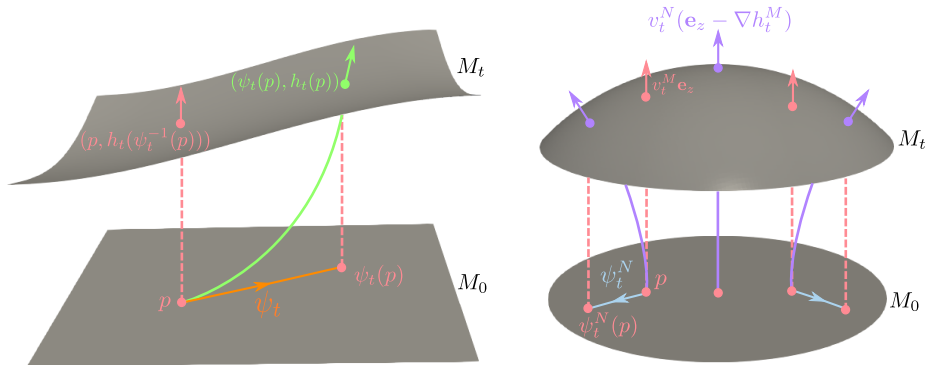 M_t
(ψ_t(p), h_t(p))
(p, h_t(ψ_t^{-1}(p)))
ψ_t(p)
M_0
p
ψ_t
v_t^N(e_z − ∇h_t^M)
v_t^M e_z
M_t
ψ_t^N
p
M_0
ψ_t^N(p)